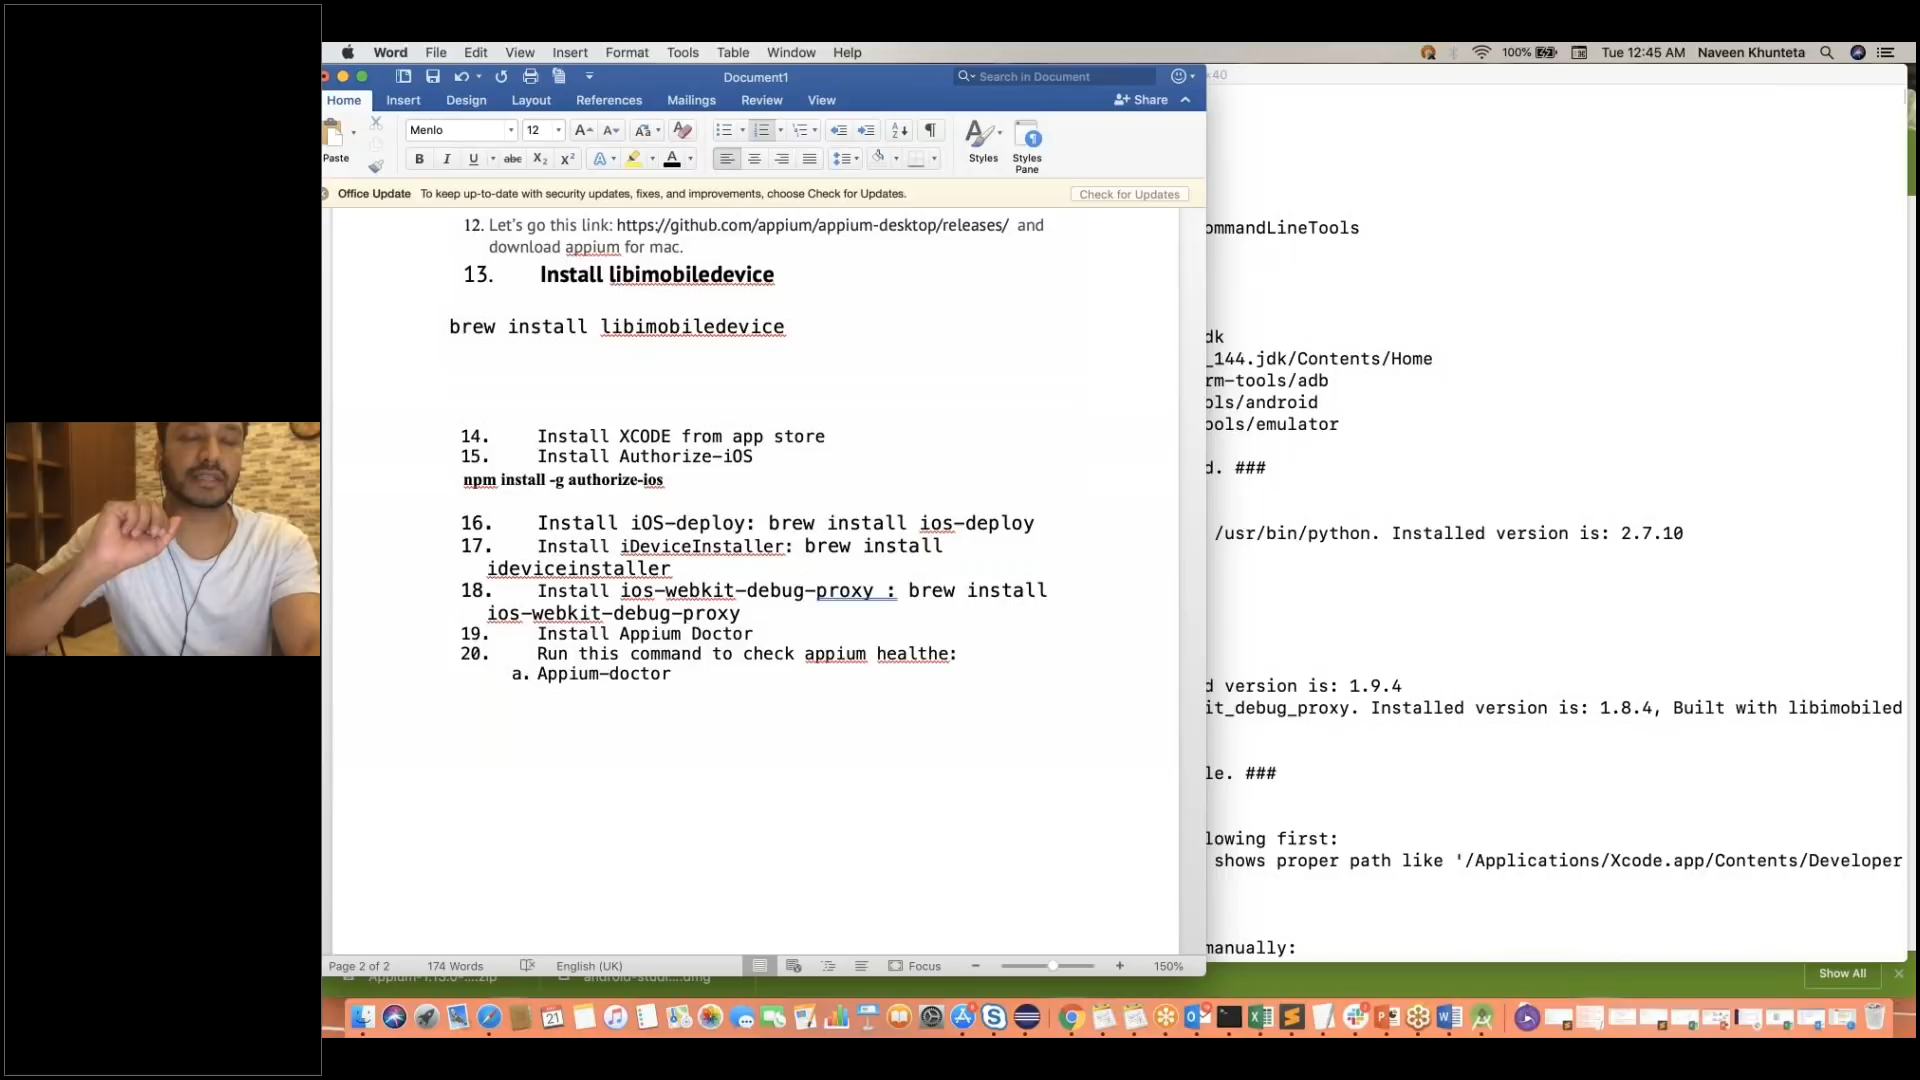 Word File Edit View Insert Format Tools Table Window Help
100% Tue 12:45 AM Naveen Khunteta
Document1
Search in Document
×40
Home Insert Design Layout References Mailings Review View
Share
Paste
Menlo 12
Styles
Styles Pane
Office Update To keep up-to-date with security updates, fixes, and improvements, choose Check for Updates.
Check for Updates
12. Let's go this link: https://github.com/appium/appium-desktop/releases/ and
download appium for mac.
13. Install libimobiledevice
brew install libimobiledevice
14. Install XCODE from app store
15. Install Authorize-iOS
npm install -g authorize-ios
16. Install iOS-deploy: brew install ios-deploy
17. Install iDeviceInstaller: brew install
ideviceinstaller
18. Install ios-webkit-debug-proxy : brew install
ios-webkit-debug-proxy
19. Install Appium Doctor
20. Run this command to check appium healthe:
a. Appium-doctor
ommandLineTools
dk
_144.jdk/Contents/Home
rm-tools/adb
ols/android
ools/emulator
d. ###
/usr/bin/python. Installed version is: 2.7.10
d version is: 1.9.4
it_debug_proxy. Installed version is: 1.8.4, Built with libimobiled
le. ###
lowing first:
shows proper path like '/Applications/Xcode.app/Contents/Developer
manually:
Page 2 of 2 174 Words English (UK) Focus 150%
Show All
21